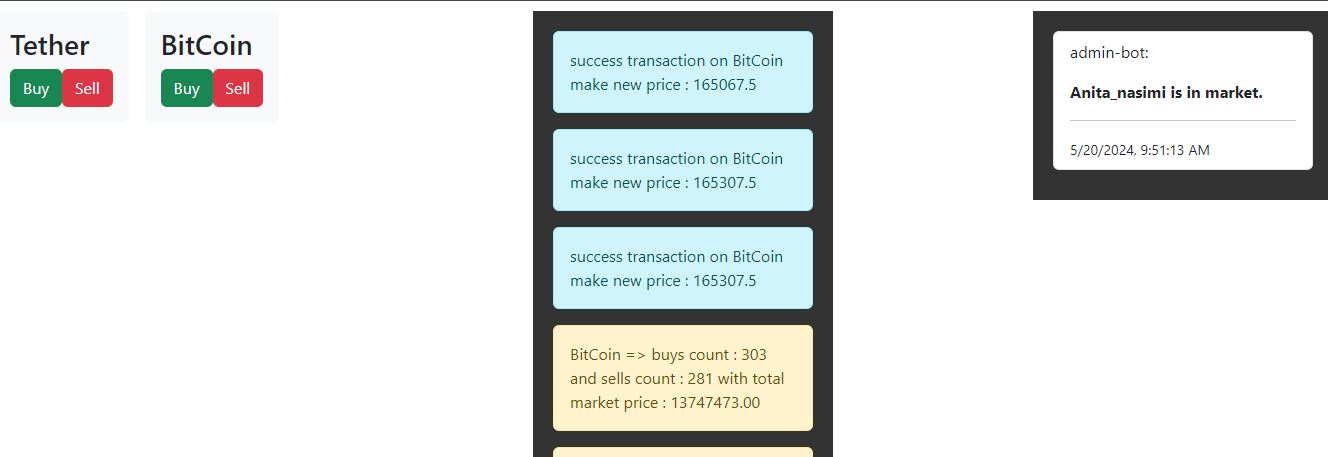 Tether
Buy Sell
BitCoin
Buy Sell
success transaction on BitCoin
make new price : 165067.5
success transaction on BitCoin
make new price : 165307.5
success transaction on BitCoin
make new price : 165307.5
BitCoin => buys count : 303
and sells count : 281 with total
market price : 13747473.00
admin-bot:
Anita_nasimi is in market.
5/20/2024, 9:51:13 AM